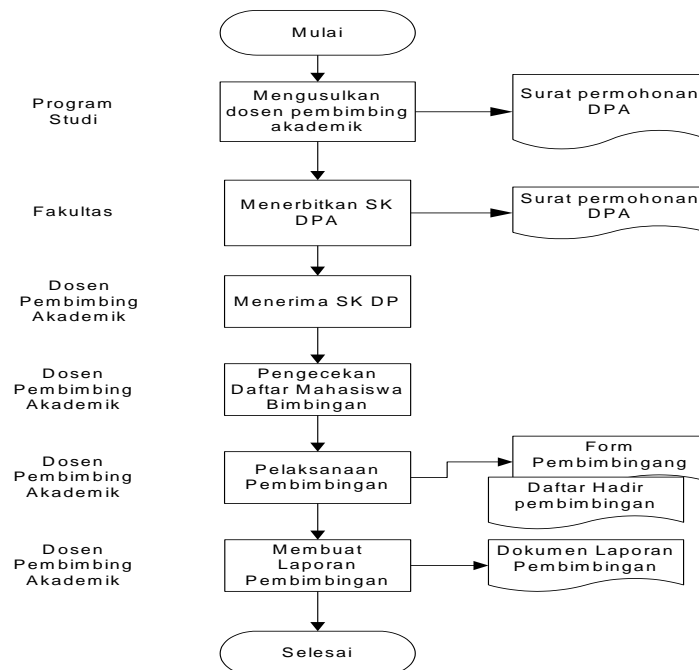 Mulai
Program
Studi
Mengusulkan
dosen pembimbing
akademik
Surat permohonan
DPA
Fakultas
Menerbitkan SK
DPA
Surat permohonan
DPA
Dosen
Pembimbing
Akademik
Menerima SK DP
Dosen
Pembimbing
Akademik
Pengecekan
Daftar Mahasiswa
Bimbingan
Dosen
Pembimbing
Akademik
Pelaksanaan
Pembimbingan
Form
Pembimbingang
Daftar Hadir
pembimbingan
Dosen
Pembimbing
Akademik
Membuat
Laporan
Pembimbingan
Dokumen Laporan
Pembimbingan
Selesai